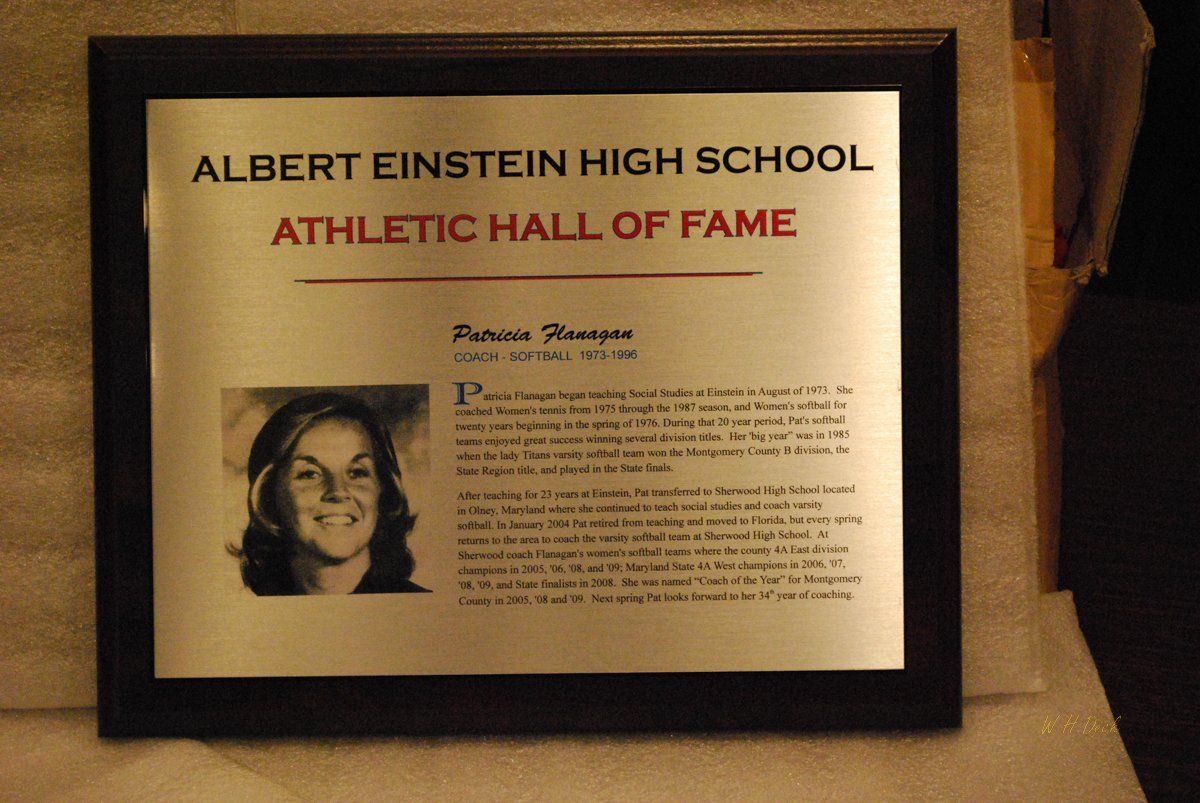 ALBERT EINSTEIN HIGH SCHOOL
ATHLETIC HALL OF FAME
Patricia Flanagan
COACH - SOFTBALL 1973-1996
Patricia Flanagan began teaching Social Studies at Einstein in August of 1973. She
coached Women's tennis from 1975 through the 1987 season, and Women's softball for
twenty years beginning in the spring of 1976. During that 20 year period, Pat's softball
teams enjoyed great success winning several division titles. Her 'big year" was in 1985
when the lady Titans varsity softball team won the Montgomery County B division, the
State Region title, and played in the State finals.
After teaching for 23 years at Einstein, Pat transferred to Sherwood High School located
in Olney, Maryland where she continued to teach social studies and coach varsity
softball. In January 2004 Pat retired from teaching and moved to Florida, but every spring
returns to the area to coach the varsity softball team at Sherwood High School. At
Sherwood coach Flanagan's women's softball teams where the county 4A East division
champions in 2005, '06, '08, and '09; Maryland State 4A West champions in 2006, '07,
'08, '09, and State finalists in 2008. She was named "Coach of the Year" for Montgomery
County in 2005, '08 and '09. Next spring Pat looks forward to her 34th year of coaching.
W H